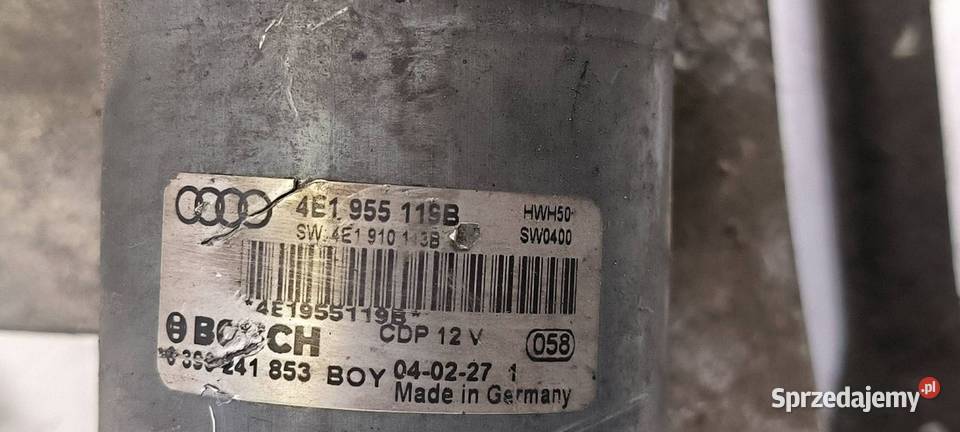 4E1 955 119B HWH50
SW:4E1 910 113B SW0400
*4E1955119B*
BOSCH CDP 12 V 058
241 853 BOY 04-02-27 1
Made in Germany
Sprzedajemy.pl